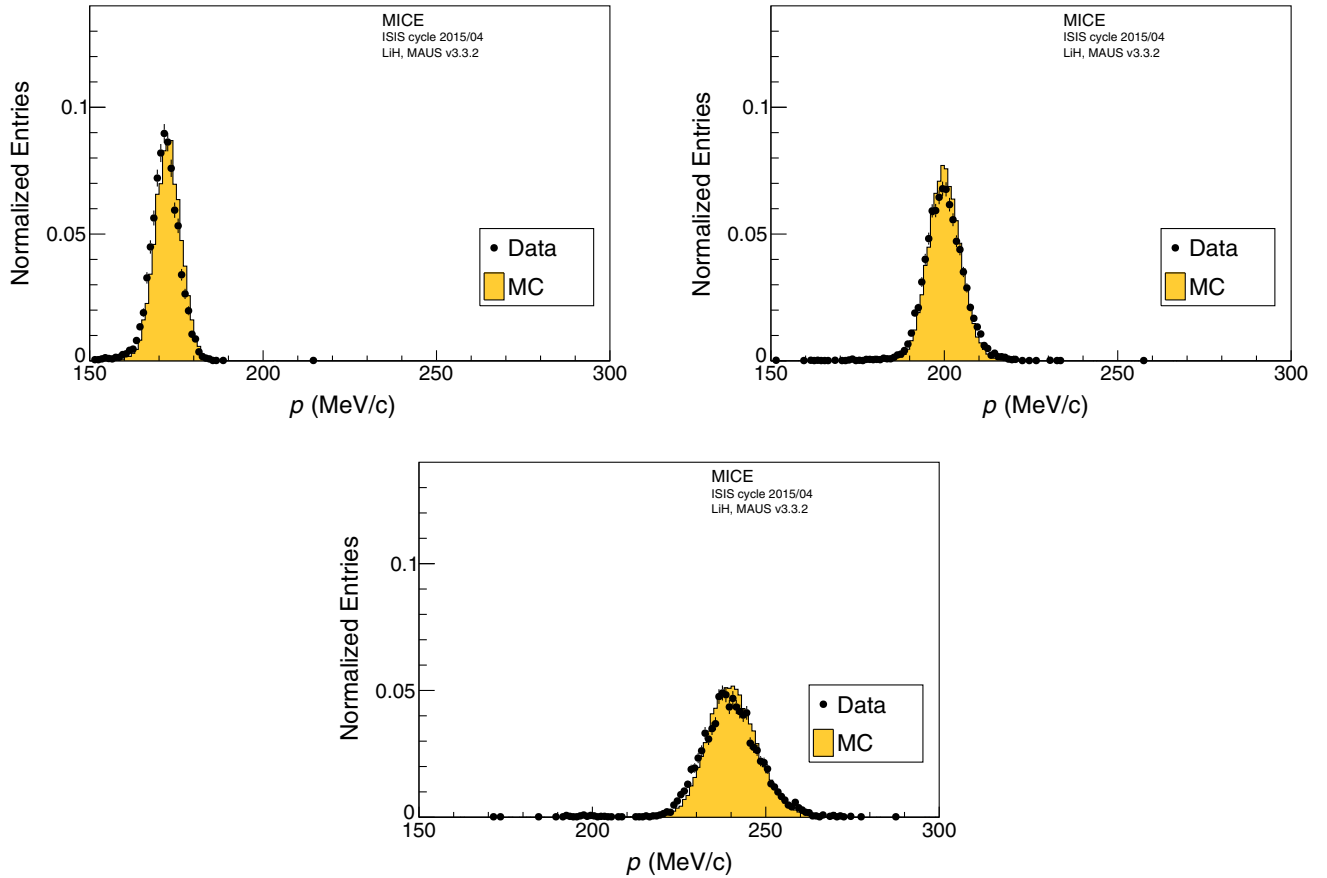 MICE
ISIS cycle 2015/04
LiH, MAUS v3.3.2
Normalized Entries
0.1
0.05
0
Data
MC
150 200 250 300
p (MeV/c)
MICE
ISIS cycle 2015/04
LiH, MAUS v3.3.2
Normalized Entries
0.1
0.05
0
Data
MC
150 200 250 300
p (MeV/c)
MICE
ISIS cycle 2015/04
LiH, MAUS v3.3.2
Normalized Entries
0.1
0.05
0
Data
MC
150 200 250 300
p (MeV/c)